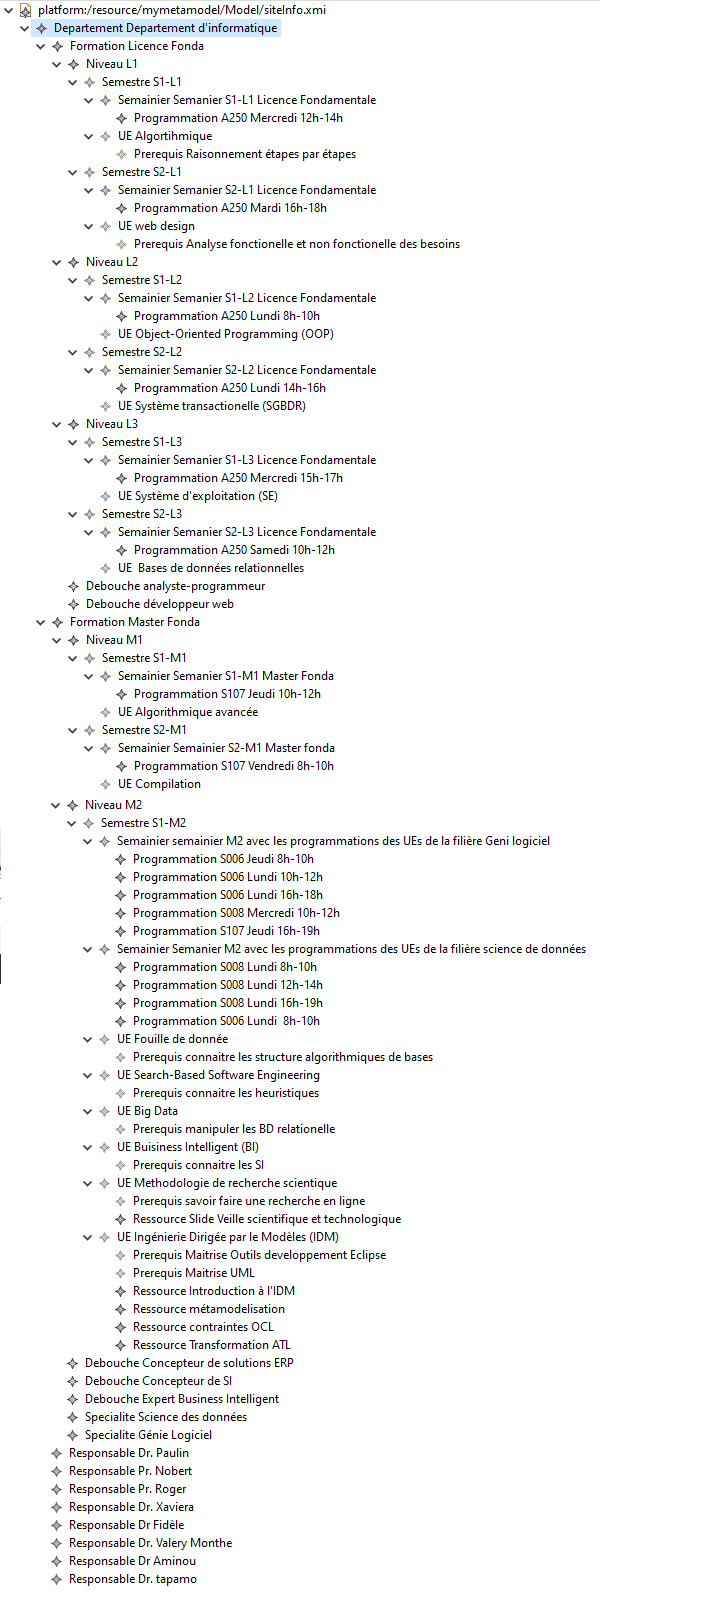 platform:/resource/mymetamodel/Model/siteInfo.xmi
Departement Departement d'informatique
Formation Licence Fonda
Niveau L1
Semestre S1-L1
Semainier Semanier S1-L1 Licence Fondamentale
Programmation A250 Mercredi 12h-14h
UE Algortihmique
Prerequis Raisonnement étapes par étapes
Semestre S2-L1
Semainier Semanier S2-L1 Licence Fondamentale
Programmation A250 Mardi 16h-18h
UE web design
Prerequis Analyse fonctionelle et non fonctionelle des besoins
Niveau L2
Semestre S1-L2
Semainier Semanier S1-L2 Licence Fondamentale
Programmation A250 Lundi 8h-10h
UE Object-Oriented Programming (OOP)
Semestre S2-L2
Semainier Semanier S2-L2 Licence Fondamentale
Programmation A250 Lundi 14h-16h
UE Système transactionelle (SGBDR)
Niveau L3
Semestre S1-L3
Semainier Semanier S1-L3 Licence Fondamentale
Programmation A250 Mercredi 15h-17h
UE Système d'exploitation (SE)
Semestre S2-L3
Semainier Semanier S2-L3 Licence Fondamentale
Programmation A250 Samedi 10h-12h
UE  Bases de données relationnelles
Debouche analyste-programmeur
Debouche développeur web
Formation Master Fonda
Niveau M1
Semestre S1-M1
Semainier Semanier S1-M1 Master Fonda
Programmation S107 Jeudi 10h-12h
UE Algorithmique avancée
Semestre S2-M1
Semainier Semainier S2-M1 Master fonda
Programmation S107 Vendredi 8h-10h
UE Compilation
Niveau M2
Semestre S1-M2
Semainier semainier M2 avec les programmations des UEs de la filière Geni logiciel
Programmation S006 Jeudi 8h-10h
Programmation S006 Lundi 10h-12h
Programmation S006 Lundi 16h-18h
Programmation S008 Mercredi 10h-12h
Programmation S107 Jeudi 16h-19h
Semainier Semanier M2 avec les programmations des UEs de la filière science de données
Programmation S008 Lundi 8h-10h
Programmation S008 Lundi 12h-14h
Programmation S008 Lundi 16h-19h
Programmation S006 Lundi  8h-10h
UE Fouille de donnée
Prerequis connaitre les structure algorithmiques de bases
UE Search-Based Software Engineering
Prerequis connaitre les heuristiques
UE Big Data
Prerequis manipuler les BD relationelle
UE Buisiness Intelligent (BI)
Prerequis connaitre les SI
UE Methodologie de recherche scientifique
Prerequis savoir faire une recherche en ligne
Ressource Slide Veille scientifique et technologique
UE Ingénierie Dirigée par le Modèles (IDM)
Prerequis Maitrise Outils developpement Eclipse
Prerequis Maitrise UML
Ressource Introduction à l'IDM
Ressource métamodelisation
Ressource contraintes OCL
Ressource Transformation ATL
Debouche Concepteur de solutions ERP
Debouche Concepteur de SI
Debouche Expert Business Intelligent
Specialite Science des données
Specialite Génie Logiciel
Responsable Dr. Paulin
Responsable Pr. Nobert
Responsable Pr. Roger
Responsable Dr. Xaviera
Responsable Dr Fidèle
Responsable Dr. Valery Monthe
Responsable Dr Aminou
Responsable Dr. tapamo